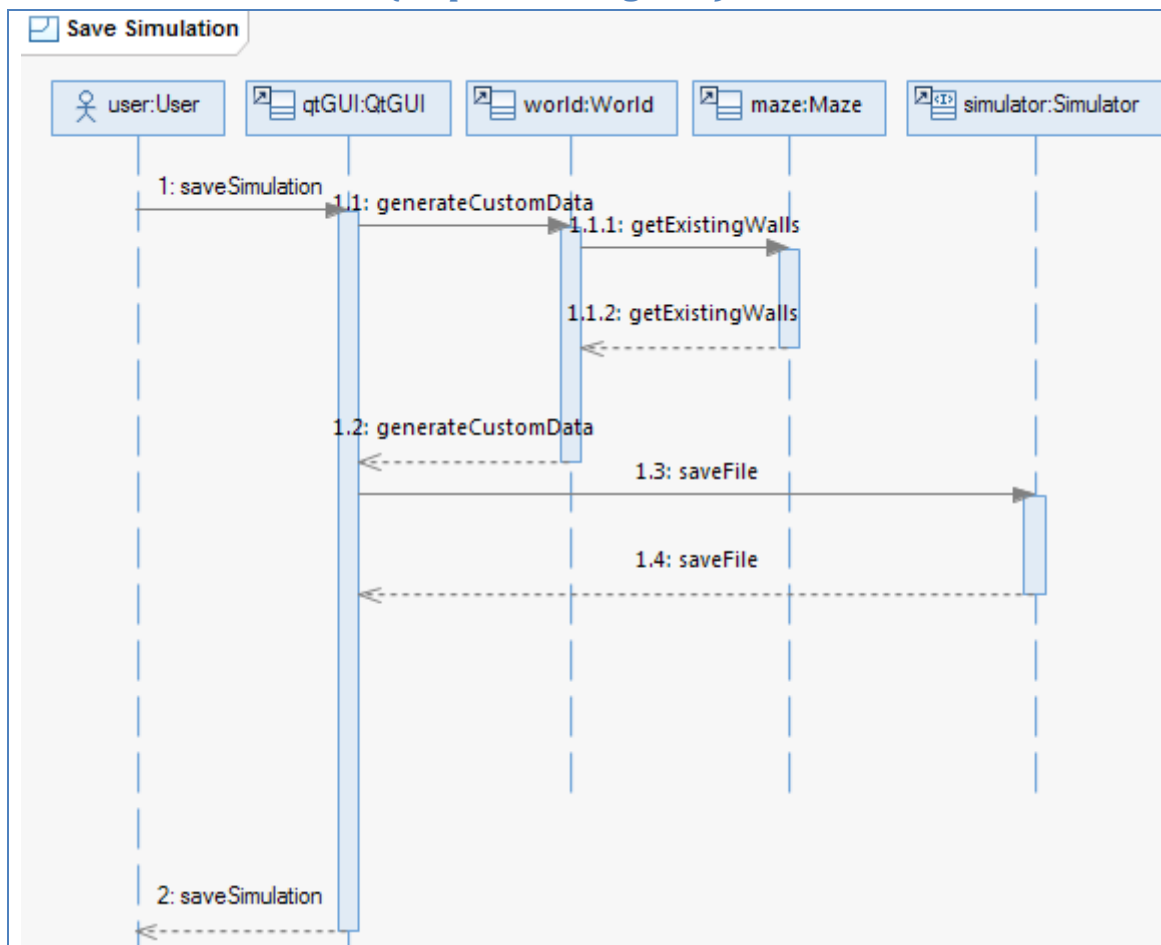 Save Simulation
user:User
qtGUI:QtGUI
world:World
maze:Maze
<I>
simulator:Simulator
1: saveSimulation
1.1: generateCustomData
1.1.1: getExistingWalls
1.1.2: getExistingWalls
1.2: generateCustomData
1.3: saveFile
1.4: saveFile
2: saveSimulation